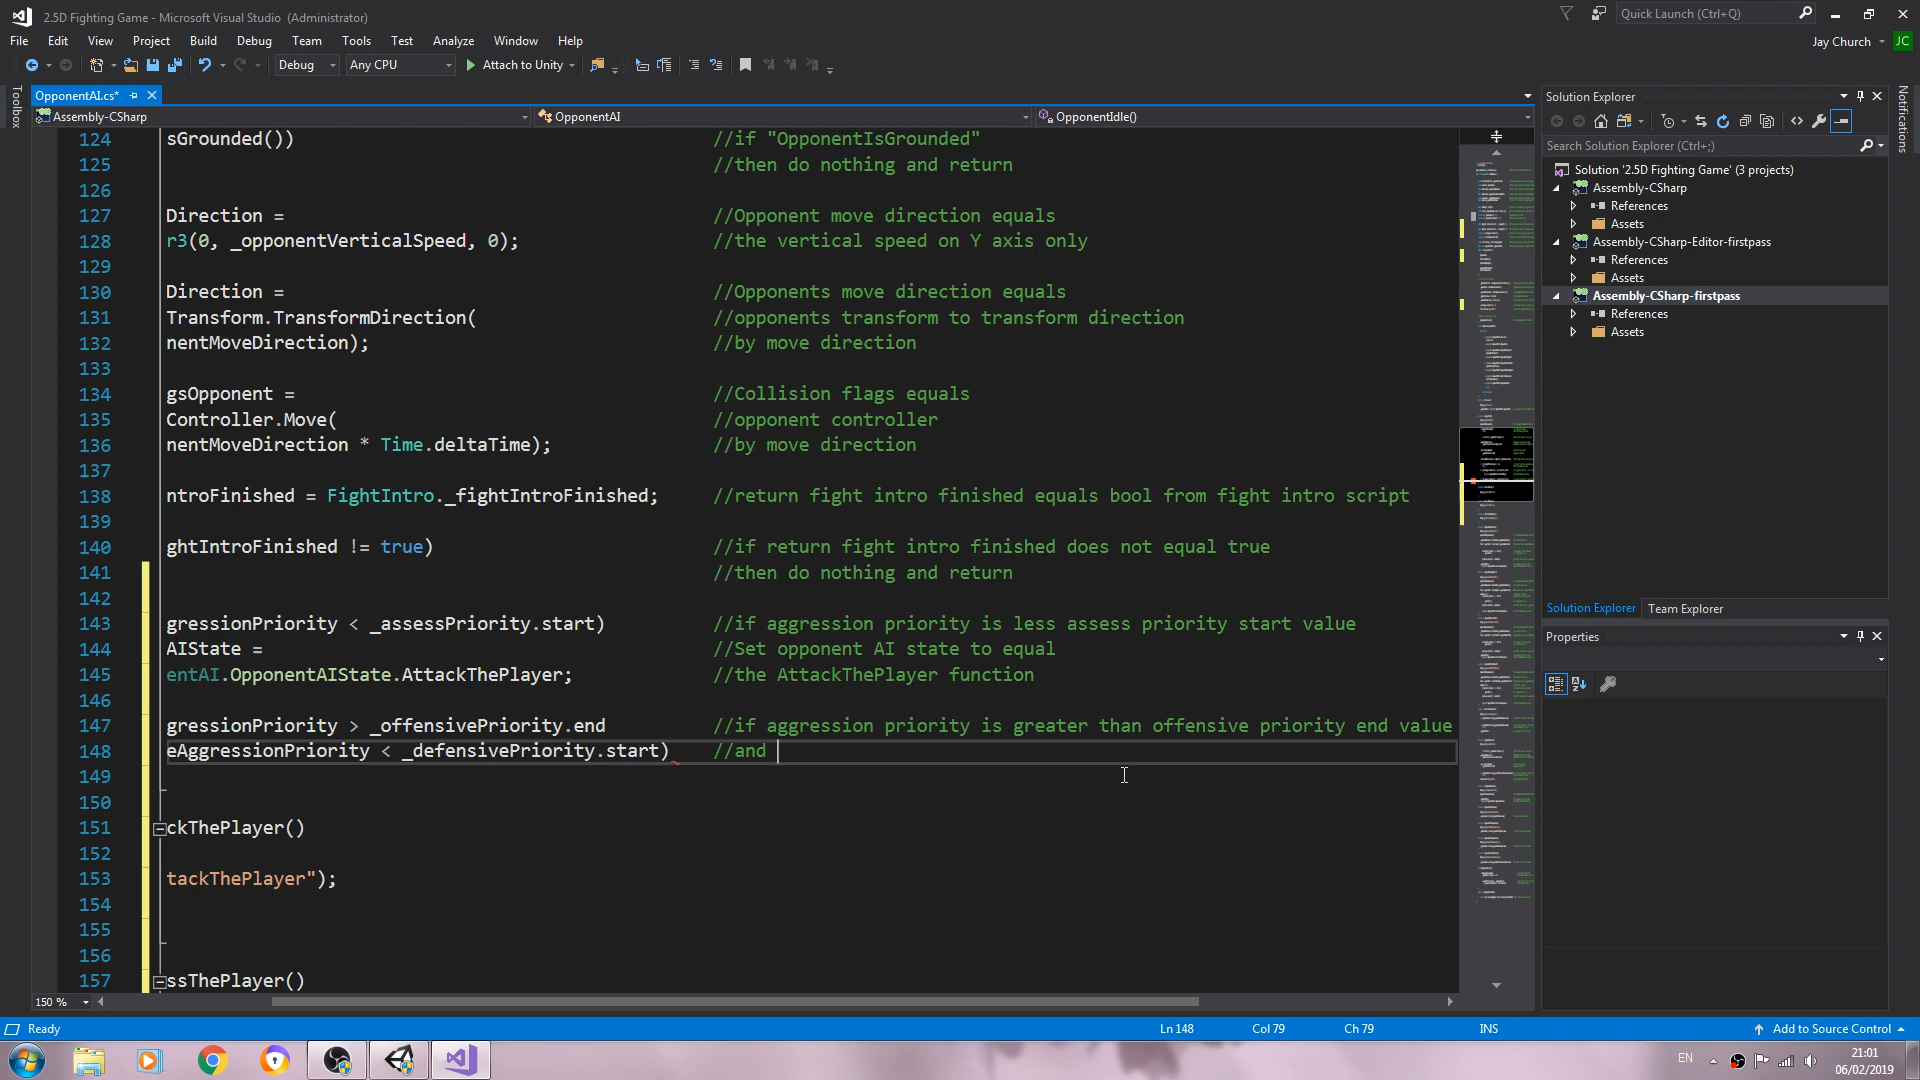 2.5D Fighting Game - Microsoft Visual Studio (Administrator)
Quick Launch (Ctrl+Q)
File Edit View Project Build Debug Team Tools Test Analyze Window Help
Jay Church JC
Debug Any CPU Attach to Unity
Toolbox
OpponentAI.cs*
Assembly-CSharp OpponentAI OpponentIdle()
124 sGrounded()) //if "OpponentIsGrounded"
125 //then do nothing and return
126
127 Direction = //Opponent move direction equals
128 r3(0, _opponentVerticalSpeed, 0); //the vertical speed on Y axis only
129
130 Direction = //Opponents move direction equals
131 Transform.TransformDirection( //opponents transform to transform direction
132 nentMoveDirection); //by move direction
133
134 gsOpponent = //Collision flags equals
135 Controller.Move( //opponent controller
136 nentMoveDirection * Time.deltaTime); //by move direction
137
138 ntroFinished = FightIntro._fightIntroFinished; //return fight intro finished equals bool from fight intro script
139
140 ghtIntroFinished != true) //if return fight intro finished does not equal true
141 //then do nothing and return
142
143 gressionPriority < _assessPriority.start) //if aggression priority is less assess priority start value
144 AIState = //Set opponent AI state to equal
145 entAI.OpponentAIState.AttackThePlayer; //the AttackThePlayer function
146
147 gressionPriority > _offensivePriority.end //if aggression priority is greater than offensive priority end value
148 eAggressionPriority < _defensivePriority.start) //and
149
150
151 ckThePlayer()
152
153 tackThePlayer");
154
155
156
157 ssThePlayer()
150 %
Solution Explorer
Search Solution Explorer (Ctrl+;)
Solution '2.5D Fighting Game' (3 projects)
Assembly-CSharp
References
Assets
Assembly-CSharp-Editor-firstpass
References
Assets
Assembly-CSharp-firstpass
References
Assets
Solution Explorer Team Explorer
Properties
Notifications
Ready Ln 148 Col 79 Ch 79 INS Add to Source Control
EN
21:01
06/02/2019